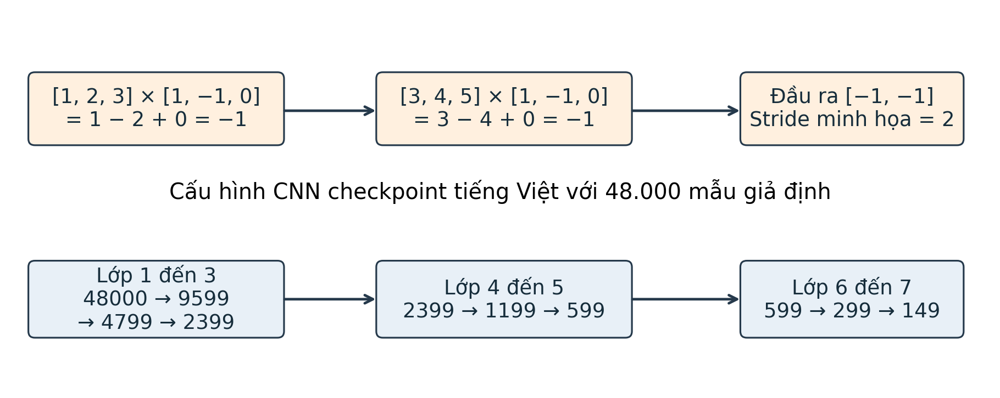 [1, 2, 3] × [1, −1, 0]
= 1 − 2 + 0 = −1
[3, 4, 5] × [1, −1, 0]
= 3 − 4 + 0 = −1
Đầu ra [−1, −1]
Stride minh họa = 2
Cấu hình CNN checkpoint tiếng Việt với 48.000 mẫu giả định
Lớp 1 đến 3
48000 → 9599
→ 4799 → 2399
Lớp 4 đến 5
2399 → 1199 → 599
Lớp 6 đến 7
599 → 299 → 149